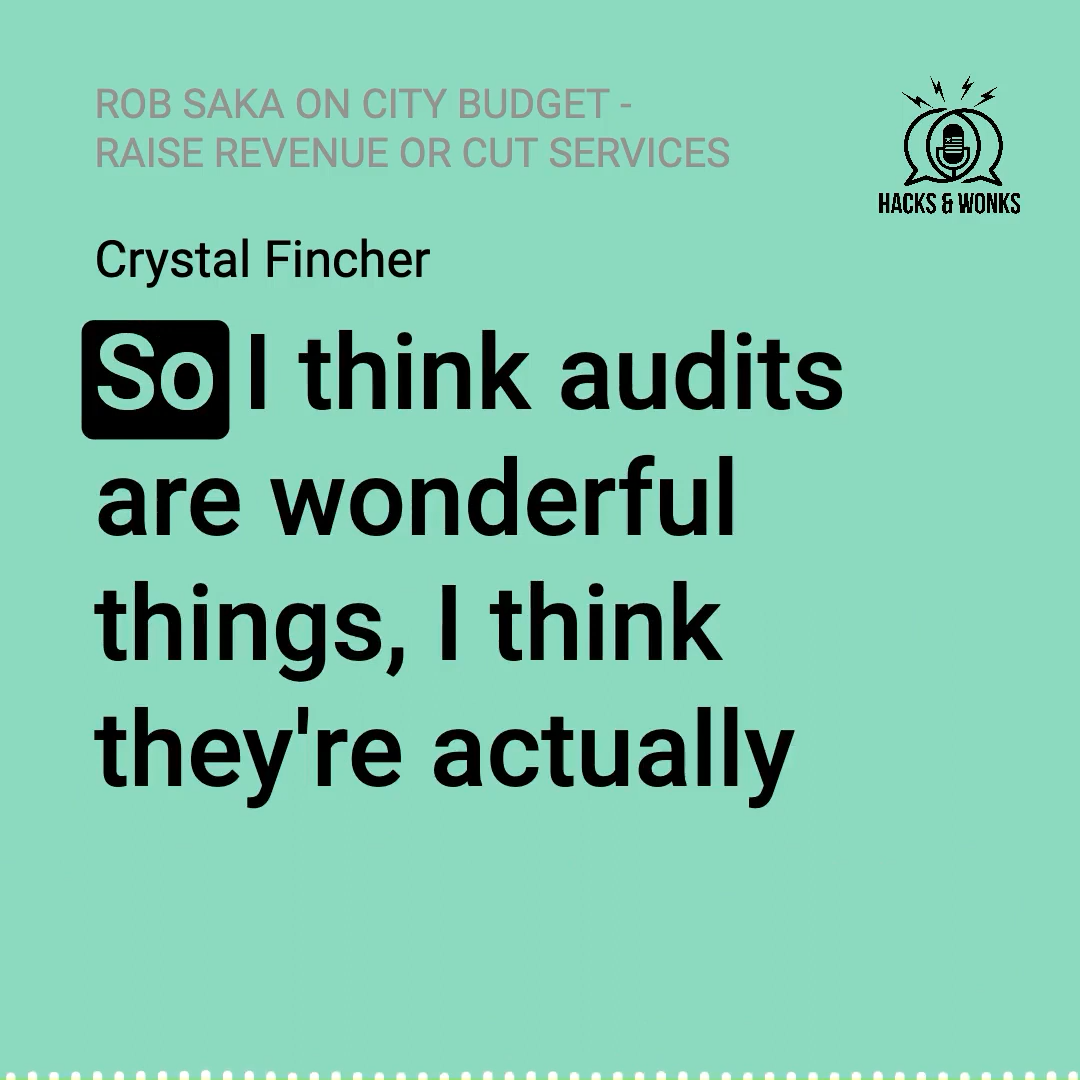 ROB SAKA ON CITY BUDGET -
RAISE REVENUE OR CUT SERVICES
HACKS & WONKS
Crystal Fincher
So I think audits
are wonderful
things, I think
they're actually